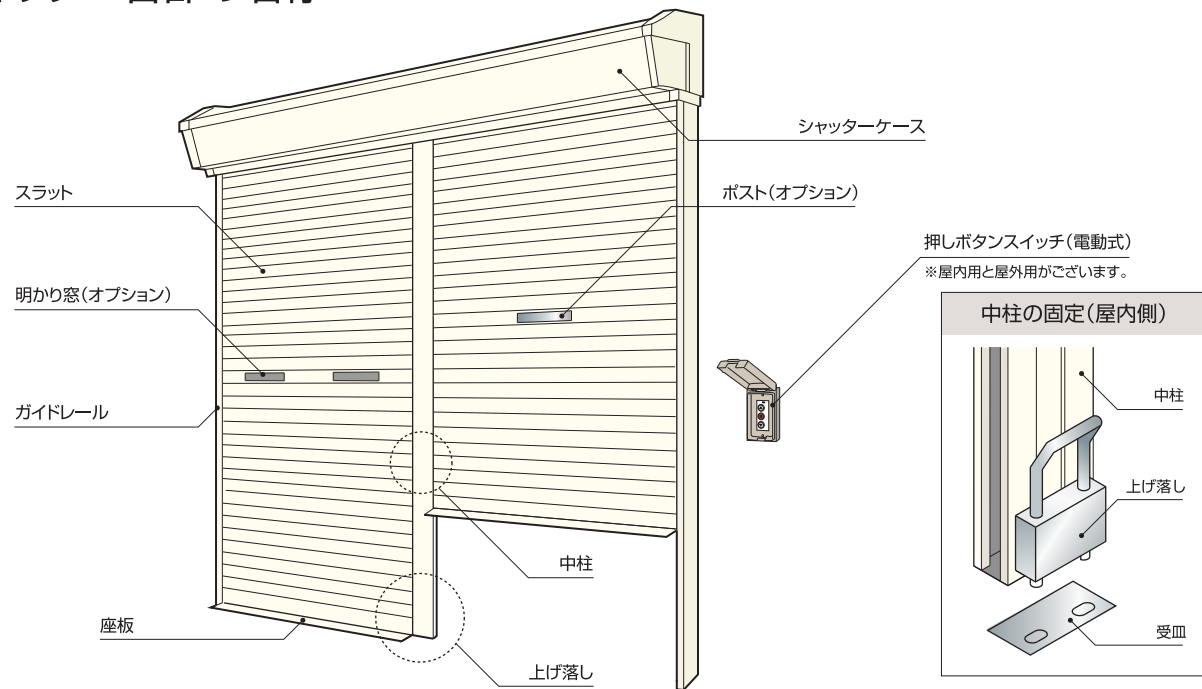 シャッターケース
スラット
ポスト(オプション)
押しボタンスイッチ(電動式)
※屋内用と屋外用がございます。
明かり窓(オプション)
中柱の固定(屋内側)
ガイドレール
中柱
上げ落し
中柱
座板
受皿
上げ落し